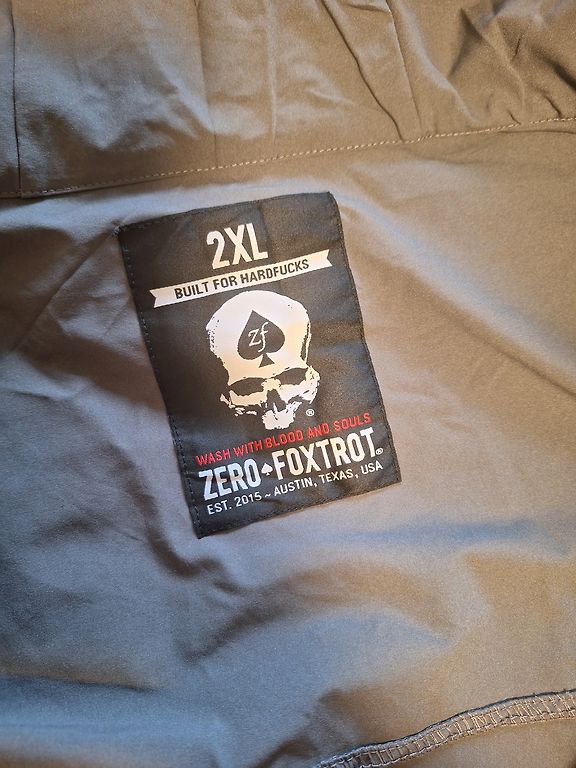 2XL
BUILT FOR HARDFUCKS
zf
®
WASH WITH BLOOD AND SOULS
ZERO♠FOXTROT®
EST. 2015 ~ AUSTIN, TEXAS, USA